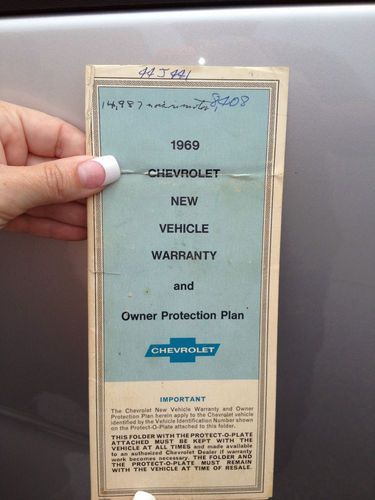 44J441
14,987 8,408
1969
CHEVROLET
NEW
VEHICLE
WARRANTY
and
Owner Protection Plan
CHEVROLET
IMPORTANT
The Chevrolet New Vehicle Warranty and Owner
Protection Plan herein apply to the Chevrolet vehicle
identified by the Vehicle Identification Number shown
on the Protect-O-Plate attached to this folder.
THIS FOLDER WITH THE PROTECT-O-PLATE
ATTACHED MUST BE KEPT WITH THE
VEHICLE AT ALL TIMES and made available
to an authorized Chevrolet Dealer if warranty
work becomes necessary. THE FOLDER AND
THE PROTECT-O-PLATE MUST REMAIN
WITH THE VEHICLE AT TIME OF RESALE.